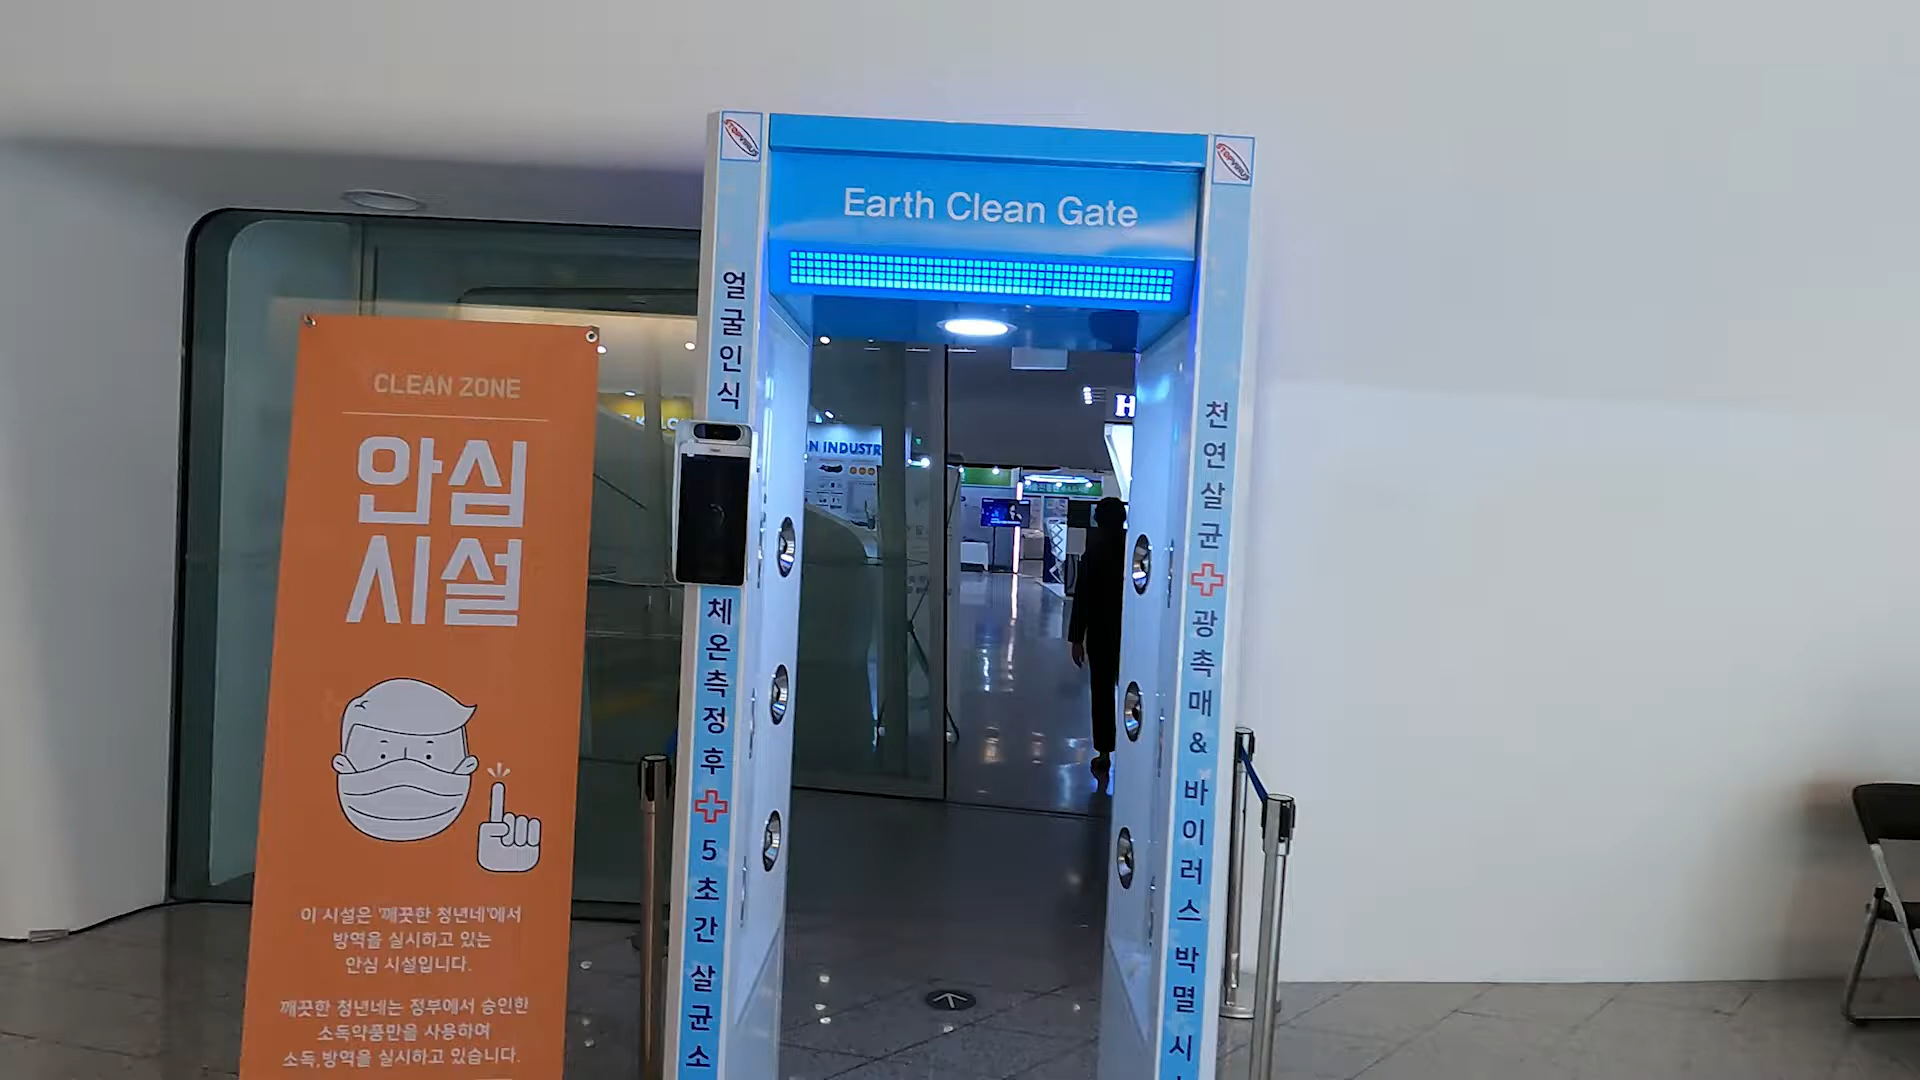 STOPVIRUS
STOPVIRUS
Earth Clean Gate
CLEAN ZONE
안심
시설
이 시설은 '깨끗한 청년네'에서
방역을 실시하고 있는
안심 시설입니다.
깨끗한 청년네는 정부에서 승인한
소독약품만을 사용하여
소독,방역을 실시하고 있습니다.
얼굴인식
체온측정후 5초간 살균소
천연살균 광촉매 & 바이러스 박멸 시
N INDUSTR
H